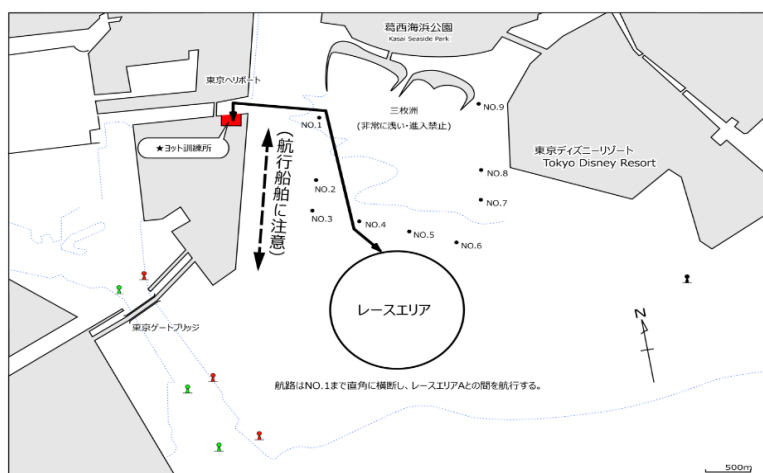 葛西海浜公園
Kasai Seaside Park
東京ヘリポート
三枚洲
(非常に浅い・進入禁止)
NO.9
NO.1
★ヨット訓練所
(航行船舶に注意)
東京ディズニーリゾート
Tokyo Disney Resort
NO.2
NO.8
NO.7
NO.3
NO.4
NO.5
NO.6
レースエリア
東京ゲートブリッジ
N
航路はNO.1まで直角に横断し、レースエリアAとの間を航行する。
500m